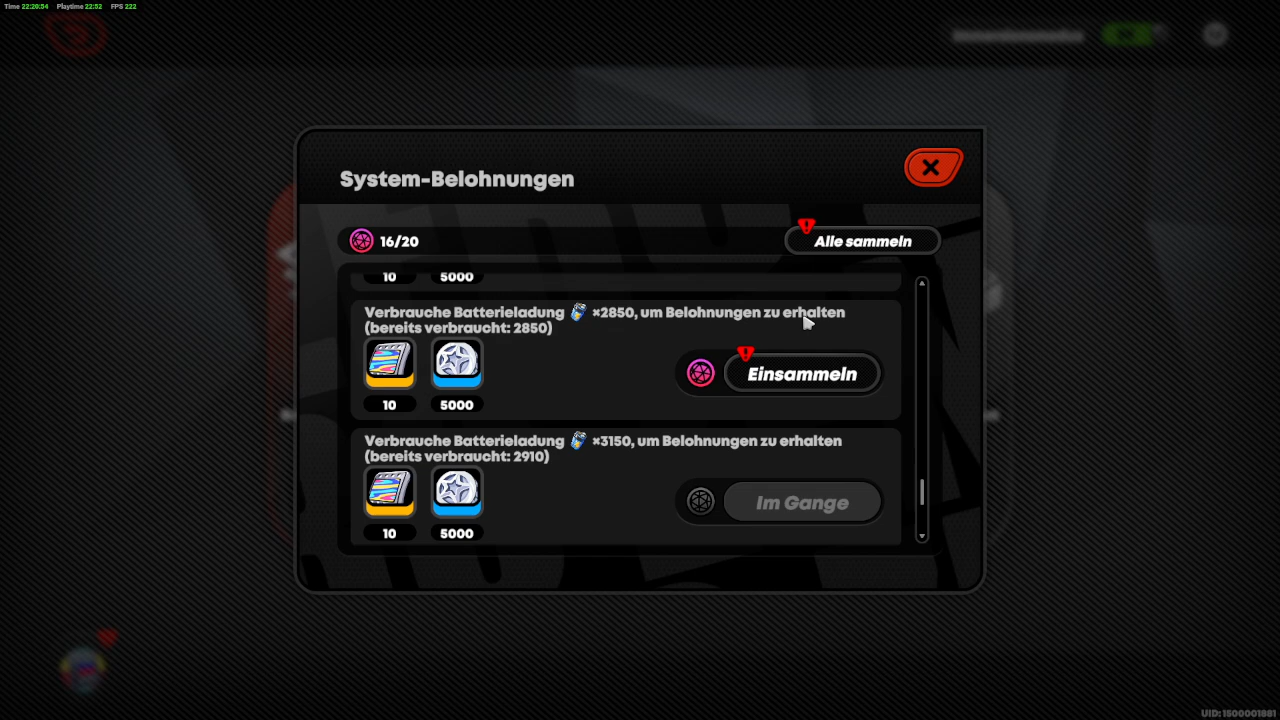 Time 22:20:54 Playtime 22:52 FPS 222
System-Belohnungen
16/20
Alle sammeln
10 5000
Verbrauche Batterieladung ×2850, um Belohnungen zu erhalten
(bereits verbraucht: 2850)
Einsammeln
10 5000
Verbrauche Batterieladung ×3150, um Belohnungen zu erhalten
(bereits verbraucht: 2910)
Im Gange
10 5000
UID: 1500001881